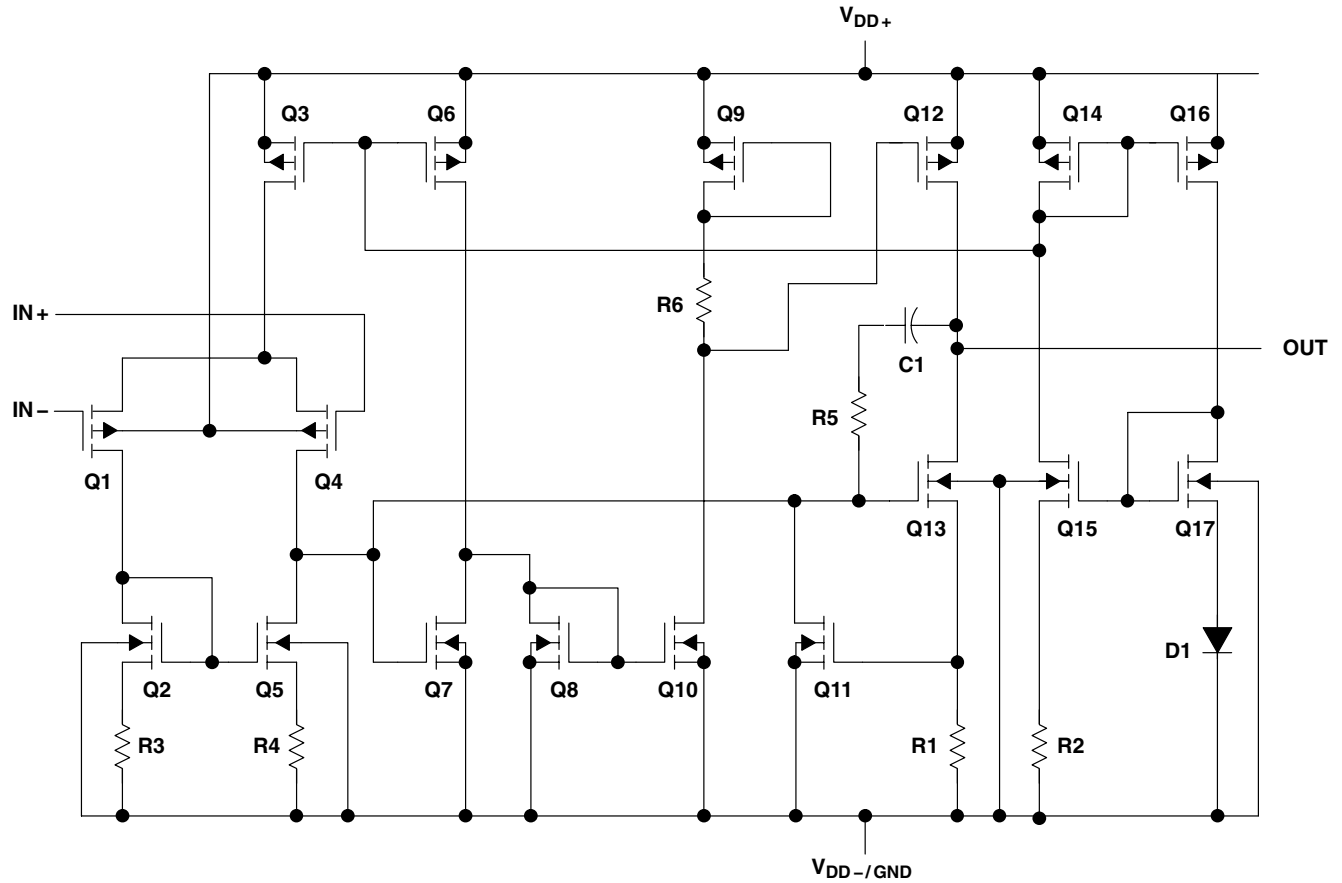 VDD+
Q3
Q6
Q9
Q12
Q14
Q16
IN+
R6
C1
OUT
IN−
R5
Q1
Q4
Q13
Q15
Q17
D1
Q2
Q5
Q7
Q8
Q10
Q11
R3
R4
R1
R2
VDD−/GND